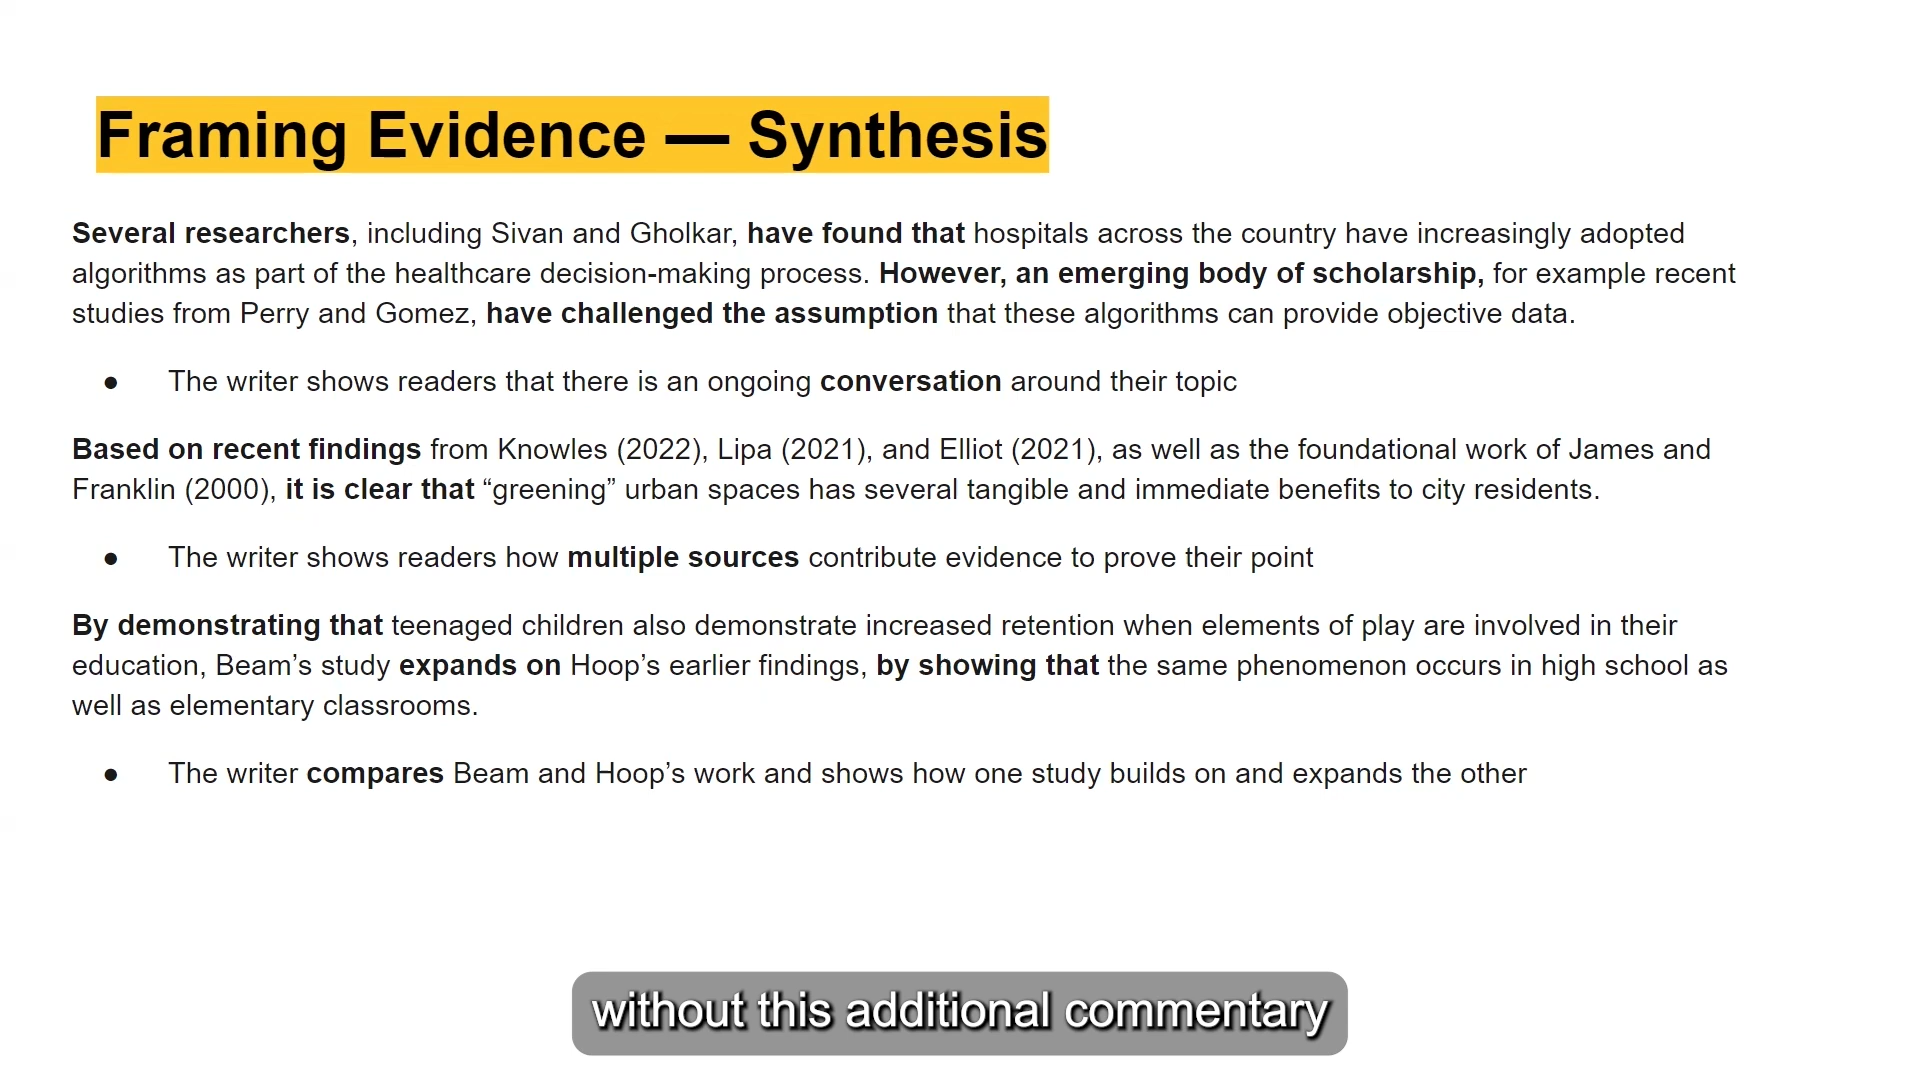 Framing Evidence — Synthesis
Several researchers, including Sivan and Gholkar, have found that hospitals across the country have increasingly adopted
algorithms as part of the healthcare decision-making process. However, an emerging body of scholarship, for example recent
studies from Perry and Gomez, have challenged the assumption that these algorithms can provide objective data.
● The writer shows readers that there is an ongoing conversation around their topic
Based on recent findings from Knowles (2022), Lipa (2021), and Elliot (2021), as well as the foundational work of James and
Franklin (2000), it is clear that “greening” urban spaces has several tangible and immediate benefits to city residents.
● The writer shows readers how multiple sources contribute evidence to prove their point
By demonstrating that teenaged children also demonstrate increased retention when elements of play are involved in their
education, Beam’s study expands on Hoop’s earlier findings, by showing that the same phenomenon occurs in high school as
well as elementary classrooms.
● The writer compares Beam and Hoop’s work and shows how one study builds on and expands the other
without this additional commentary